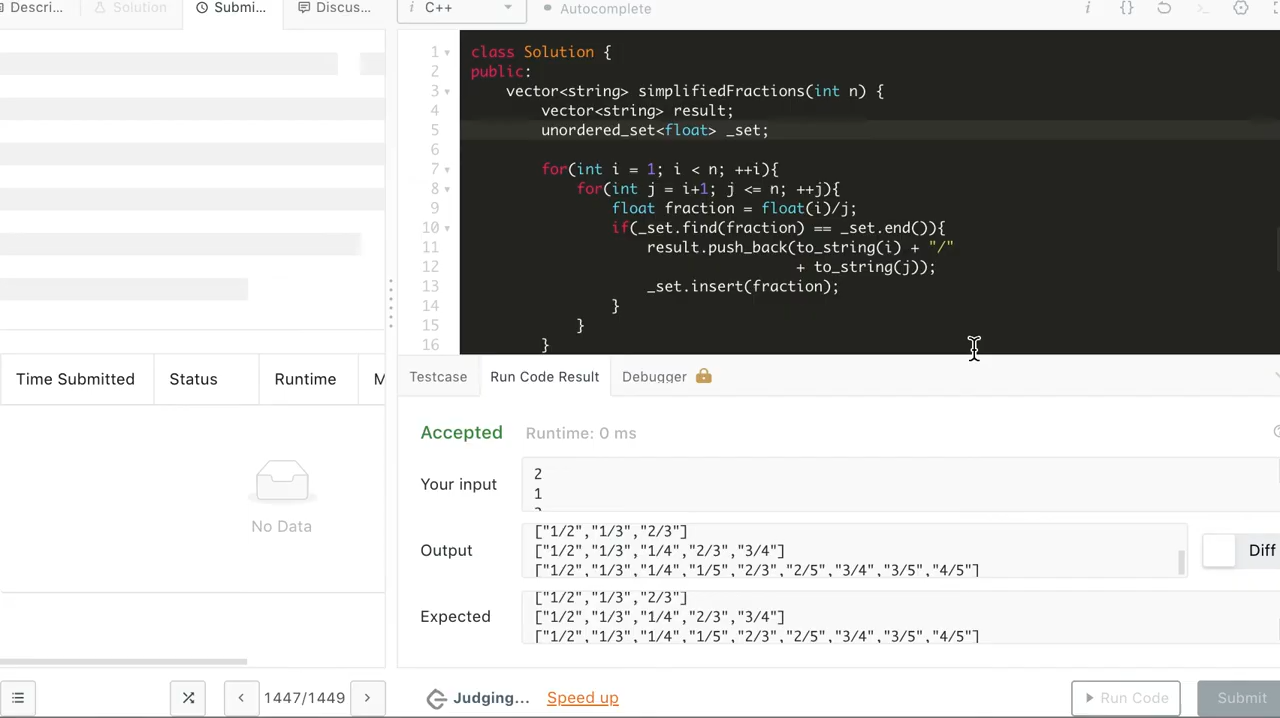 Descri...
Solution
Submi...
Discus...
i C++
Autocomplete
i {}
1 class Solution {
2 public:
3 vector<string> simplifiedFractions(int n) {
4 vector<string> result;
5 unordered_set<float> _set;
6
7 for(int i = 1; i < n; ++i){
8 for(int j = i+1; j <= n; ++j){
9 float fraction = float(i)/j;
10 if(_set.find(fraction) == _set.end()){
11 result.push_back(to_string(i) + "/"
12 + to_string(j));
13 _set.insert(fraction);
14 }
15 }
16 }
Testcase
Run Code Result
Debugger
Time Submitted
Status
Runtime
M
No Data
Accepted
Runtime: 0 ms
Your input
2
1
Output
["1/2","1/3","2/3"]
["1/2","1/3","1/4","2/3","3/4"]
["1/2","1/3","1/4","1/5","2/3","2/5","3/4","3/5","4/5"]
Diff
Expected
["1/2","1/3","2/3"]
["1/2","1/3","1/4","2/3","3/4"]
["1/2","1/3","1/4","1/5","2/3","2/5","3/4","3/5","4/5"]
1447/1449
Judging...
Speed up
Run Code
Submit